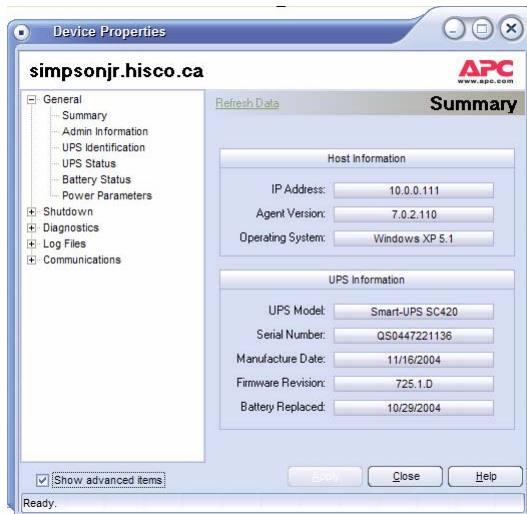 Device Properties
simpsonjr.hisco.ca
APC
www.apc.com
General
Summary
Admin Information
UPS Identification
UPS Status
Battery Status
Power Parameters
Shutdown
Diagnostics
Log Files
Communications
Refresh Data
Summary
Host Information
IP Address: 10.0.0.111
Agent Version: 7.0.2.110
Operating System: Windows XP 5.1
UPS Information
UPS Model: Smart-UPS SC420
Serial Number: QS0447221136
Manufacture Date: 11/16/2004
Firmware Revision: 725.1.D
Battery Replaced: 10/29/2004
Show advanced items
Apply
Close
Help
Ready.